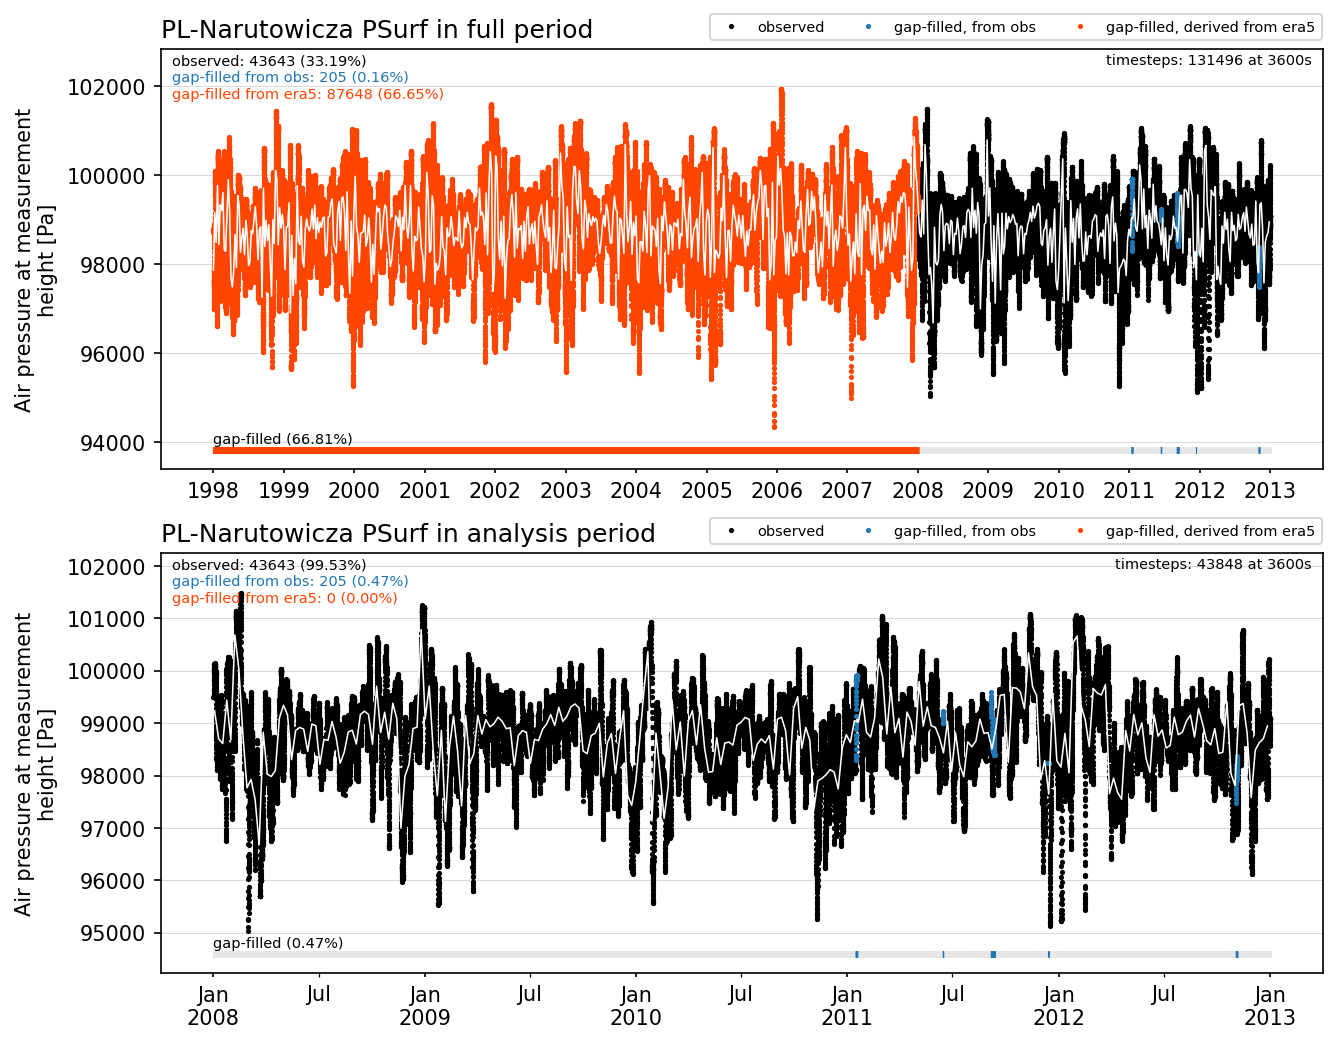 PL-Narutowicza PSurf in full period
observed gap-filled, from obs gap-filled, derived from era5
observed: 43643 (33.19%)
gap-filled from obs: 205 (0.16%)
gap-filled from era5: 87648 (66.65%)
timesteps: 131496 at 3600s
Air pressure at measurement
height [Pa]
102000
100000
98000
96000
94000
gap-filled (66.81%)
1998 1999 2000 2001 2002 2003 2004 2005 2006 2007 2008 2009 2010 2011 2012 2013
PL-Narutowicza PSurf in analysis period
observed gap-filled, from obs gap-filled, derived from era5
observed: 43643 (99.53%)
gap-filled from obs: 205 (0.47%)
gap-filled from era5: 0 (0.00%)
timesteps: 43848 at 3600s
Air pressure at measurement
height [Pa]
102000
101000
100000
99000
98000
97000
96000
95000
gap-filled (0.47%)
Jan Jul Jan Jul Jan Jul Jan Jul Jan Jul Jan
2008 2009 2010 2011 2012 2013